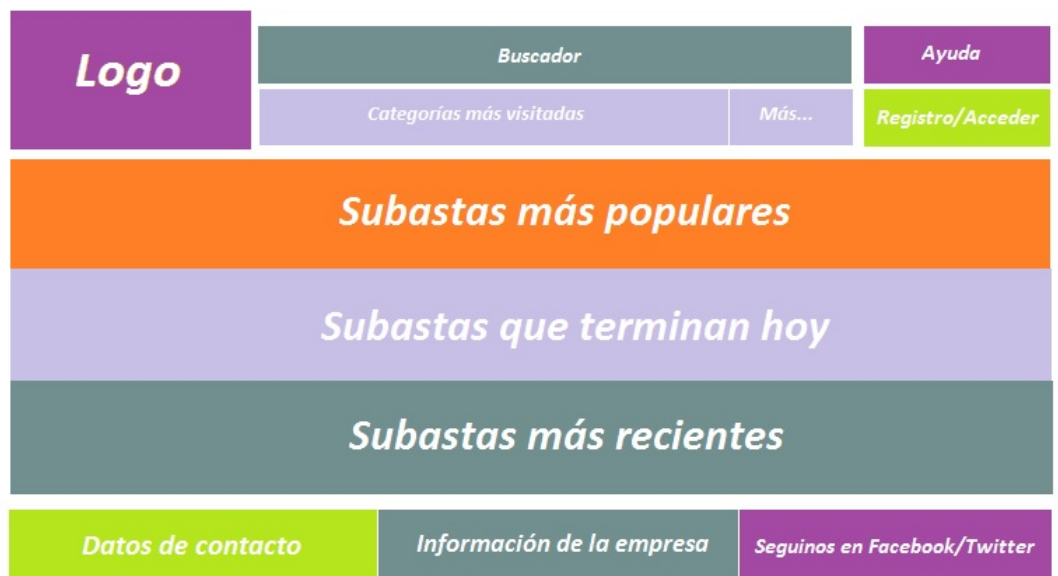 Logo
Buscador
Ayuda
Categorías más visitadas
Más...
Registro/Acceder
Subastas más populares
Subastas que terminan hoy
Subastas más recientes
Datos de contacto
Información de la empresa
Seguinos en Facebook/Twitter